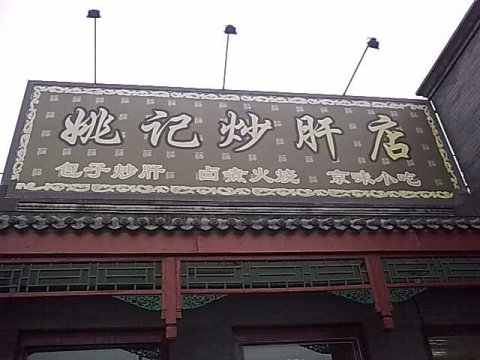 姚记炒肝店
包子炒肝 卤煮火烧 京味小吃